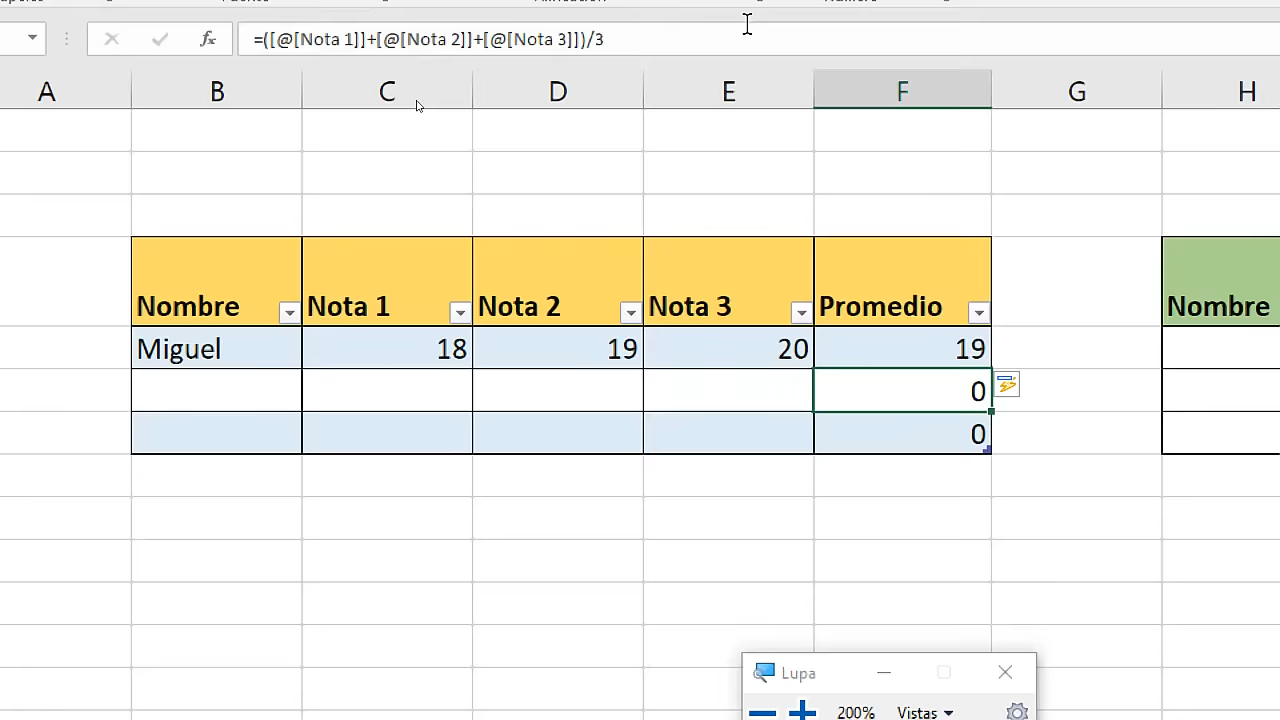 =([@[Nota 1]]+[@[Nota 2]]+[@[Nota 3]])/3
A B C D E F G H
Nombre Nota 1 Nota 2 Nota 3 Promedio Nombre
Miguel 18 19 20 19
0
0
Lupa
200% Vistas